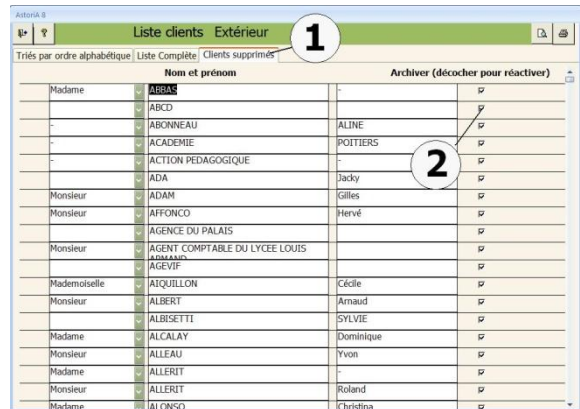 AstoriA 8
? Liste clients Extérieur 1
Triés par ordre alphabétique Liste Complète Clients supprimés
Nom et prénom Archiver (décocher pour réactiver)
Madame ABBAS -
ABCD
- ABONNEAU ALINE
- ACADEMIE POITIERS
- ACTION PEDAGOGIQUE - 2
ADA Jacky
Monsieur ADAM Gilles
Monsieur AFFONCO Hervé
AGENCE DU PALAIS
Monsieur AGENT COMPTABLE DU LYCEE LOUIS
ARMAND
AGEVIF
Mademoiselle AIQUILLON Cécile
Monsieur ALBERT Arnaud
ALBISETTI SYLVIE
Madame ALCALAY Dominique
Monsieur ALLEAU Yvon
Madame ALLERIT -
Monsieur ALLERIT Roland
Madame ALONSO Christina